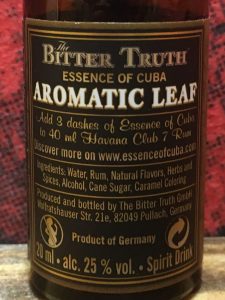 The
BITTER TRUTH
ESSENCE OF CUBA
AROMATIC LEAF
Add 3 dashes of Essence of Cuba
to 40 ml Havana Club 7 Rum
Discover more on www.essenceofcuba.com
Ingredients: Water, Rum, Natural Flavors, Herbs and
Spices, Alcohol, Cane Sugar, Caramel Coloring
Produced and bottled by The Bitter Truth GmbH
Wolfratshauser Str. 21e, 82049 Pullach, Germany
Product of Germany
20 ml • alc. 25 % vol. • Spirit Drink